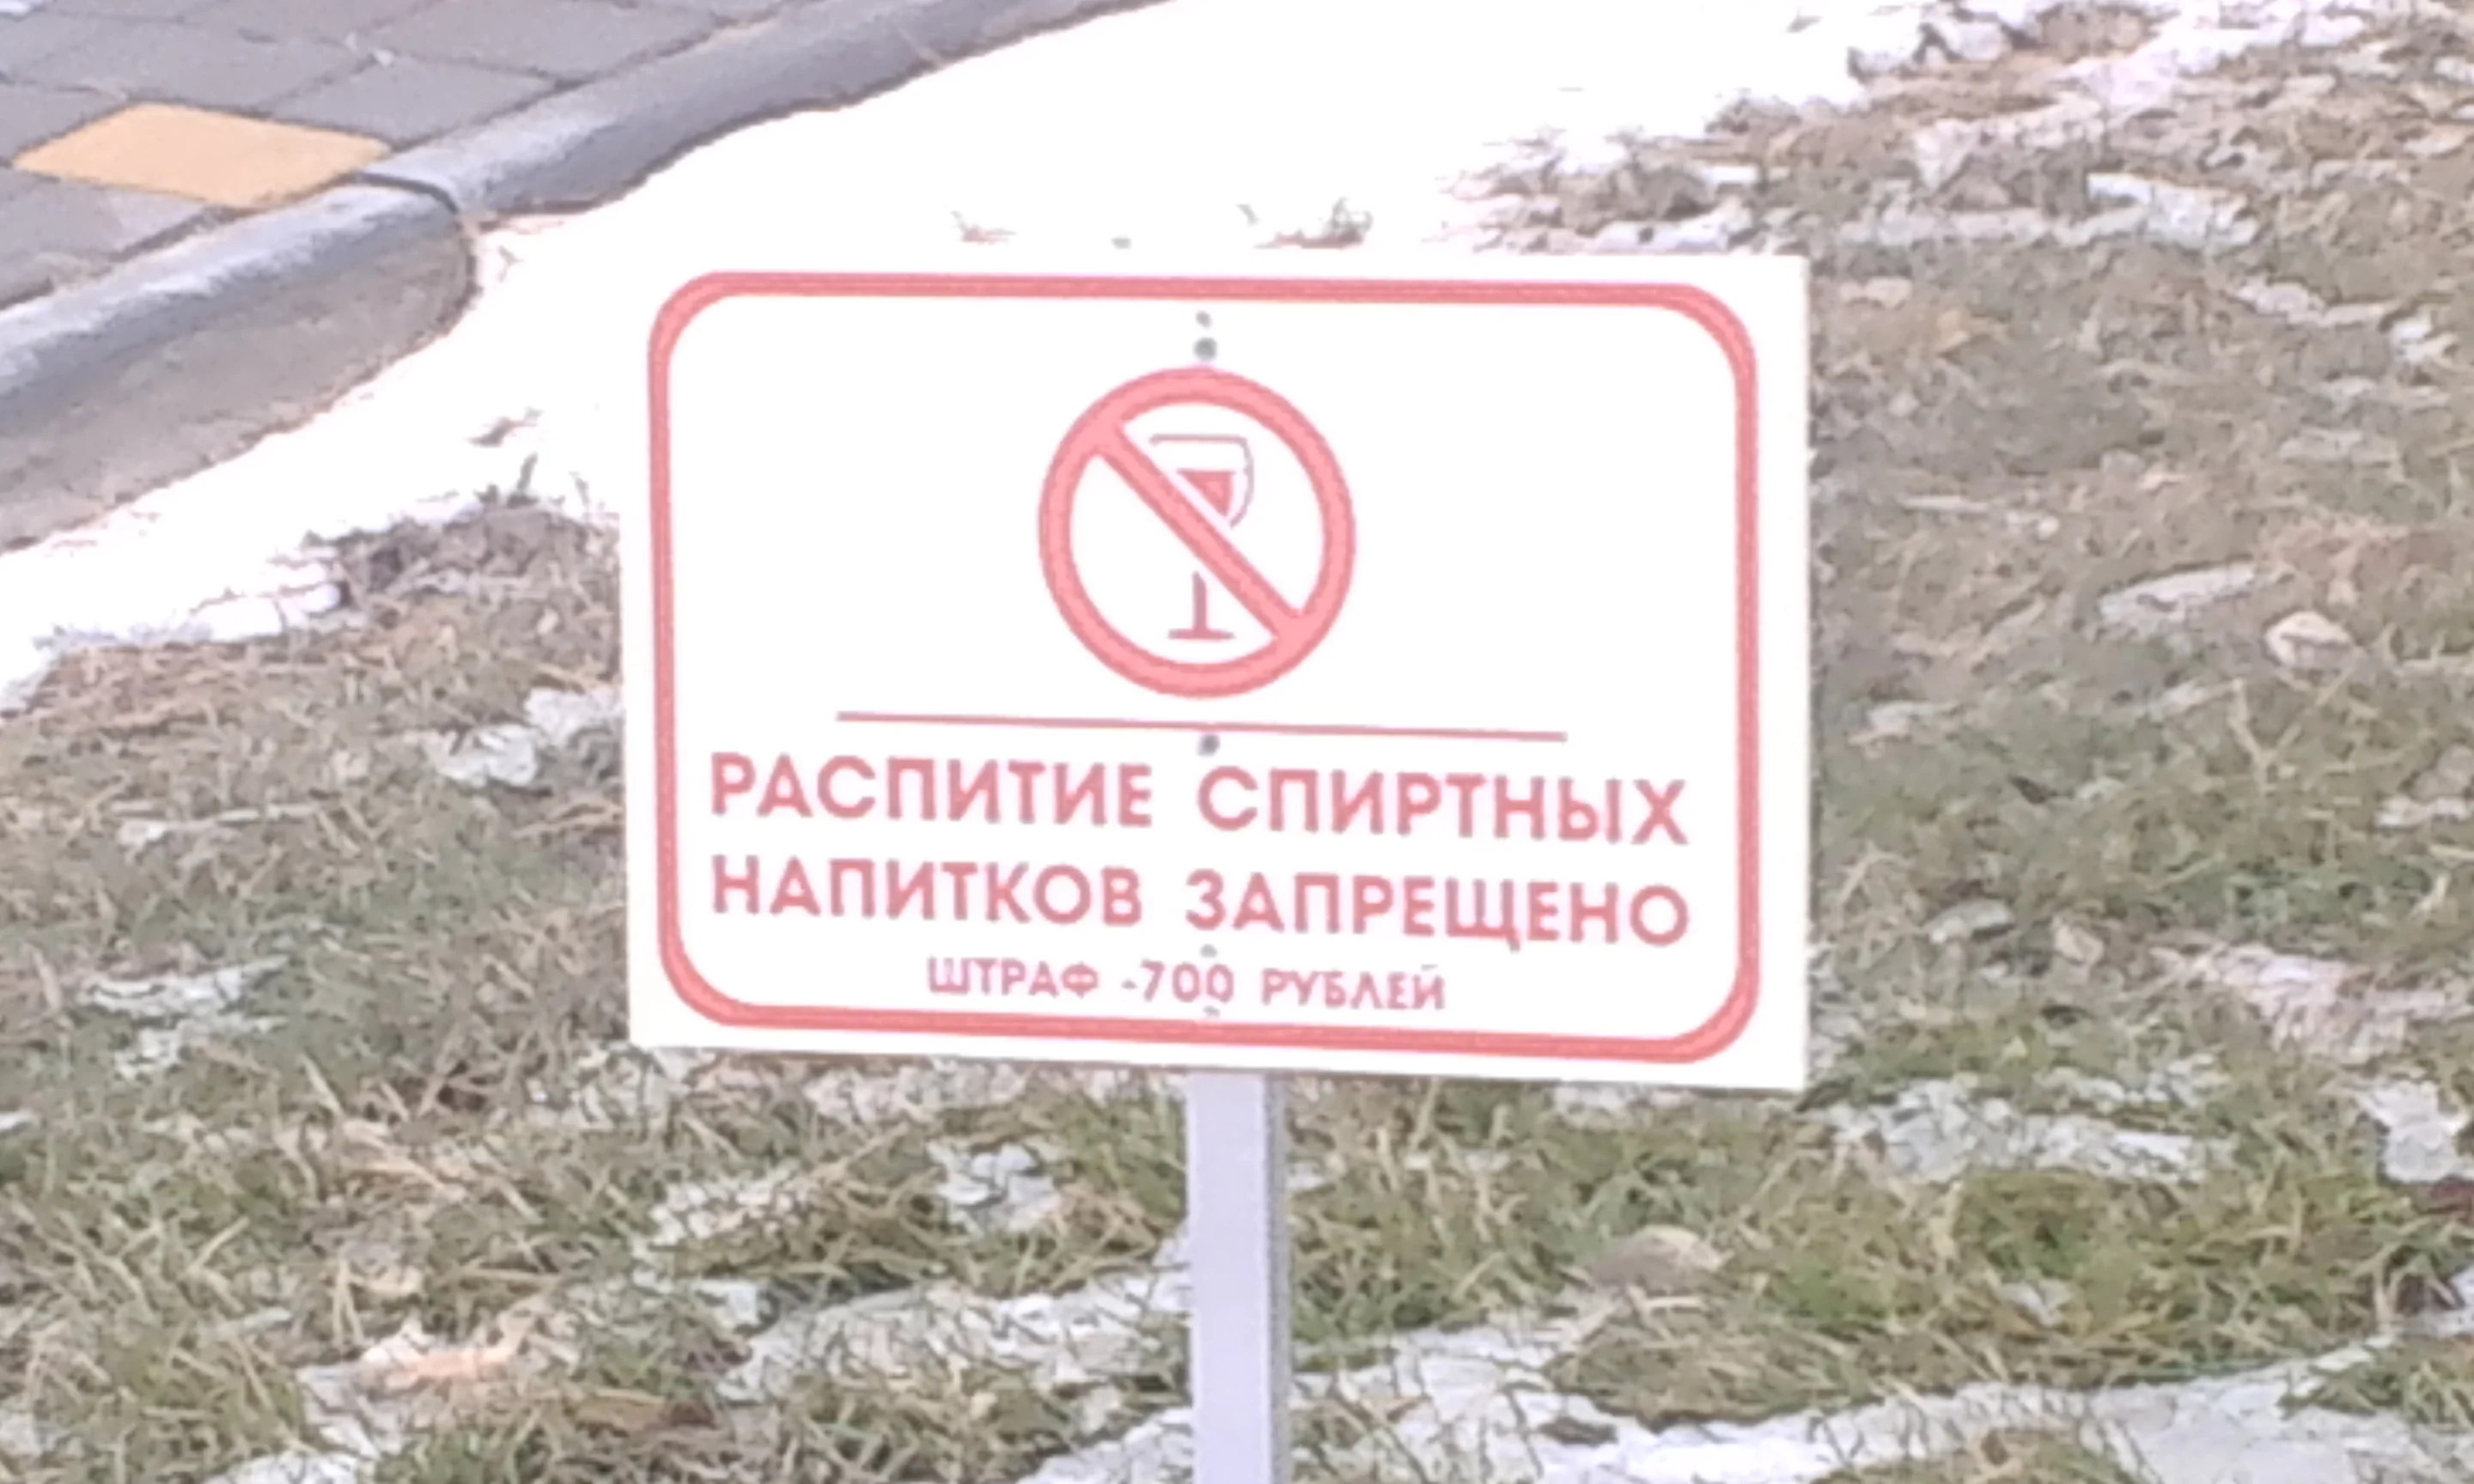 РАСПИТИЕ СПИРТНЫХ
НАПИТКОВ ЗАПРЕЩЕНО
ШТРАФ -700 РУБЛЕЙ